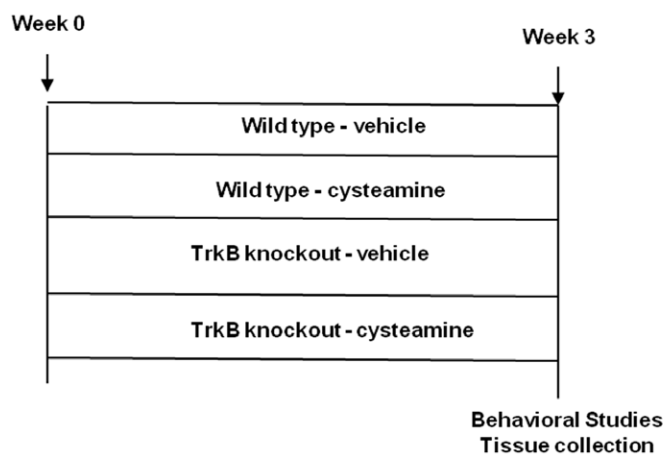 Week 0
Week 3
Wild type - vehicle
Wild type - cysteamine
TrkB knockout - vehicle
TrkB knockout - cysteamine
Behavioral Studies
Tissue collection